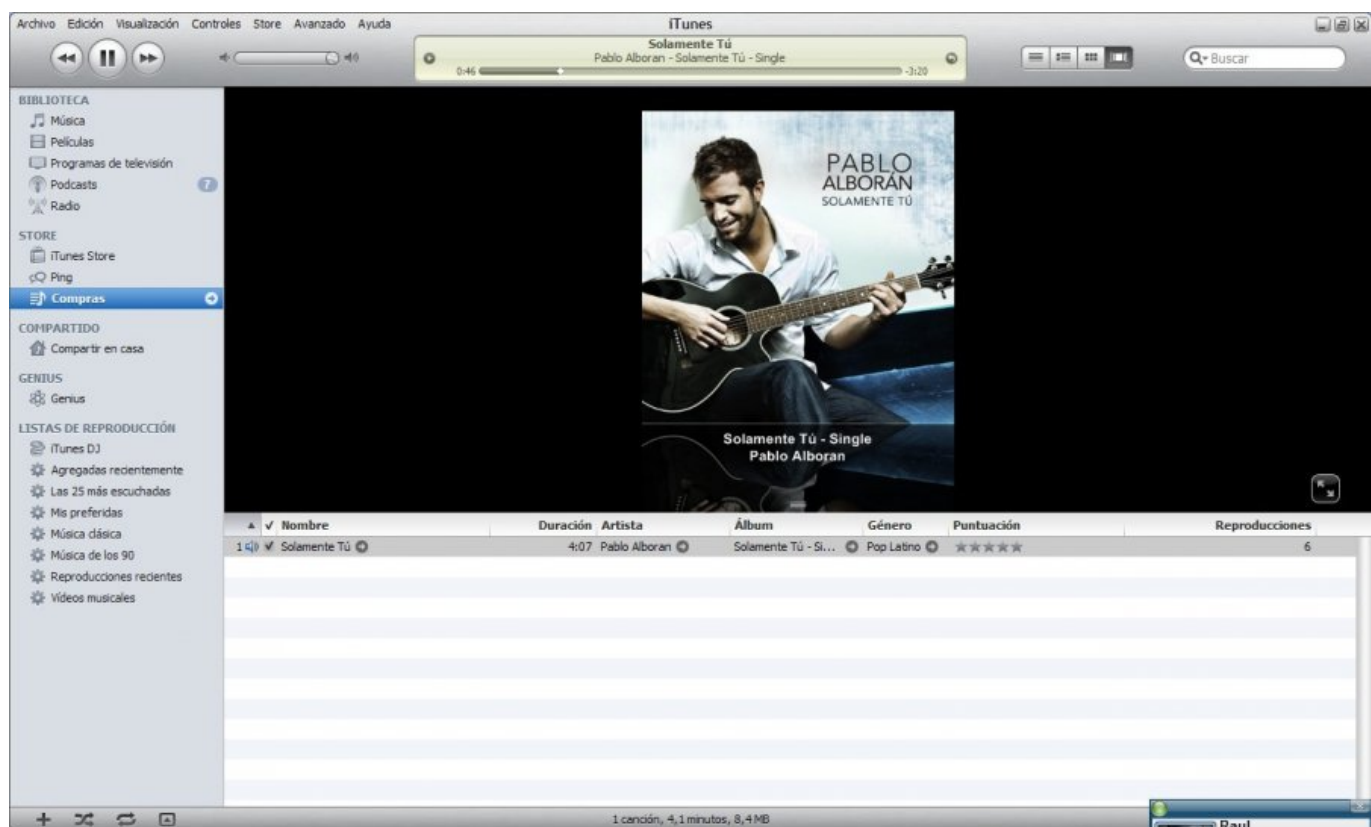 Archivo Edición Visualización Controles Store Avanzado Ayuda
iTunes
Solamente Tú
Pablo Alboran - Solamente Tú - Single
0:46 -3:20
Buscar
BIBLIOTECA
Música
Películas
Programas de televisión
Podcasts 7
Radio
STORE
iTunes Store
Ping
Compras
COMPARTIDO
Compartir en casa
GENIUS
Genius
LISTAS DE REPRODUCCIÓN
iTunes DJ
Agregadas recientemente
Las 25 más escuchadas
Mis preferidas
Música clásica
Música de los 90
Reproducciones recientes
Vídeos musicales
PABLO
ALBORÁN
SOLAMENTE TÚ
Solamente Tú - Single
Pablo Alboran
Nombre Duración Artista Álbum Género Puntuación Reproducciones
1 Solamente Tú 4:07 Pablo Alboran Solamente Tú - Si... Pop Latino 6
1 canción, 4,1 minutos, 8,4 MB
Raul